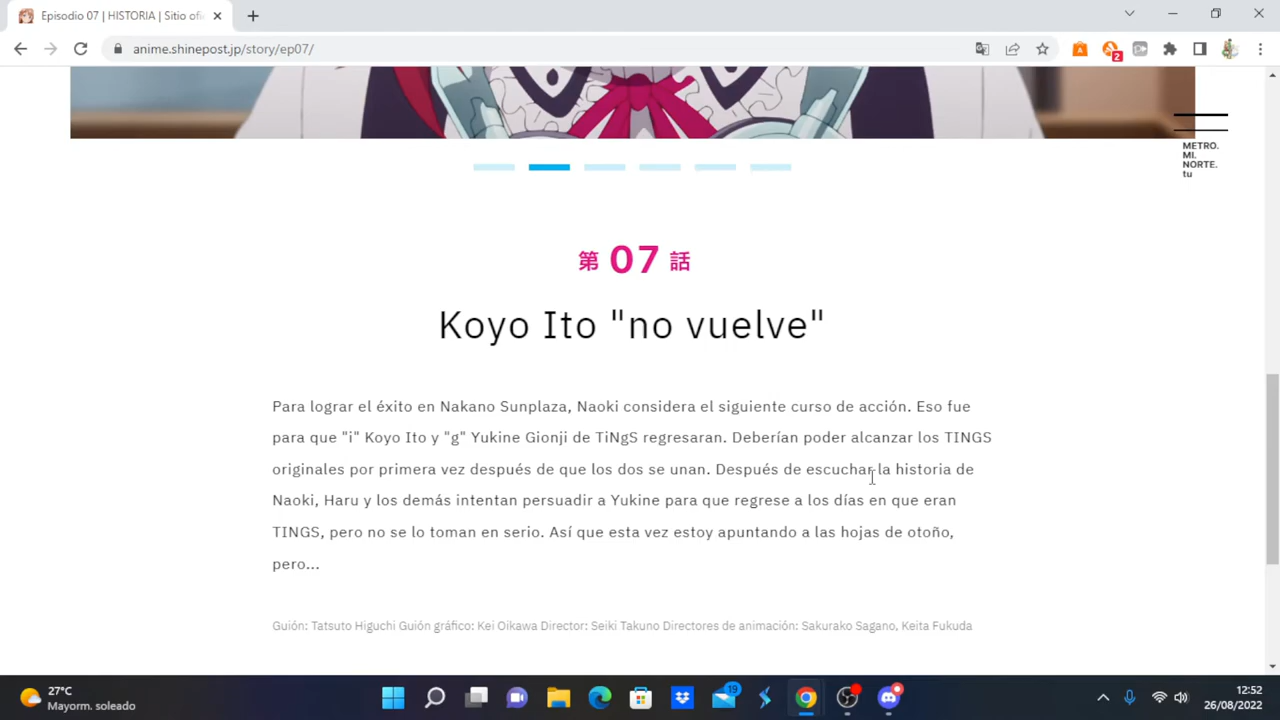 Episodio 07 | HISTORIA | Sitio ofi
anime.shinepost.jp/story/ep07/
2
METRO.
MI.
NORTE.
tu
第 07 話
Koyo Ito "no vuelve"
Para lograr el éxito en Nakano Sunplaza, Naoki considera el siguiente curso de acción. Eso fue
para que "i" Koyo Ito y "g" Yukine Gionji de TiNgS regresaran. Deberían poder alcanzar los TINGS
originales por primera vez después de que los dos se unan. Después de escuchar la historia de
Naoki, Haru y los demás intentan persuadir a Yukine para que regrese a los días en que eran
TINGS, pero no se lo toman en serio. Así que esta vez estoy apuntando a las hojas de otoño,
pero...
Guión: Tatsuto Higuchi Guión gráfico: Kei Oikawa Director: Seiki Takuno Directores de animación: Sakurako Sagano, Keita Fukuda
27°C
Mayorm. soleado
19
12:52
26/08/2022